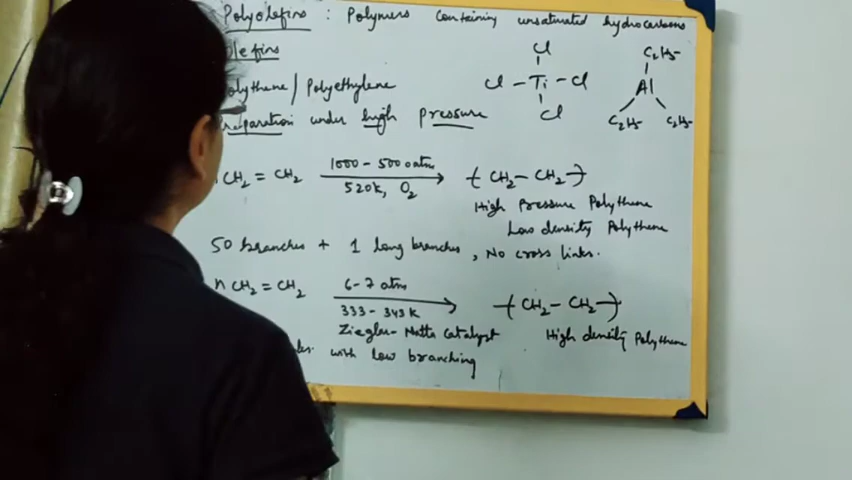 Polyolefins : Polymers containing unsaturated hydrocarbons
olefins
Polythene / Polyethylene
Preparation under high pressure
Cl
Cl - Ti - Cl
Cl
C2H5-
Al
C2H5- C2H5-
CH2 = CH2 1000 - 5000 atm 520K, O2 ( CH2 - CH2 )
High Pressure Polythene
Low density Polythene
50 branches + 1 long branches, No cross links.
n CH2 = CH2 6-7 atm 333 - 343 K ( CH2 - CH2 )
Ziegler-Natta Catalyst High density Polythene
with low branching